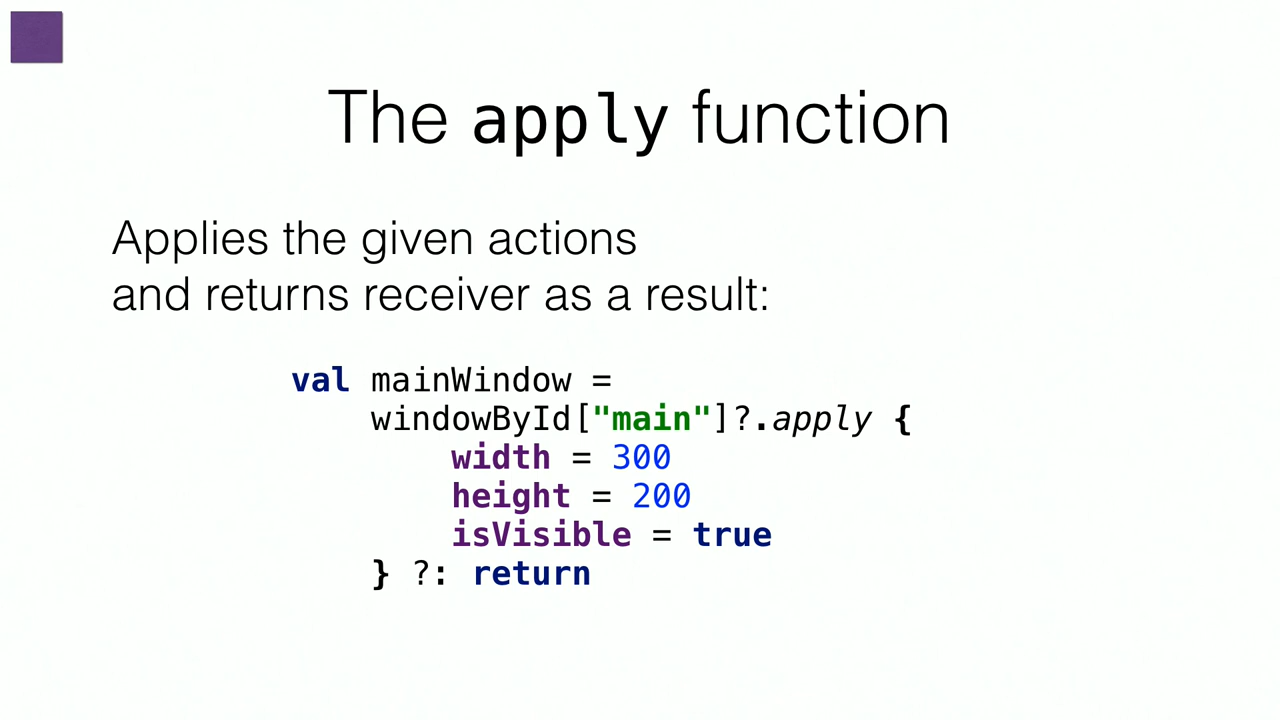 The apply function
Applies the given actions
and returns receiver as a result:
val mainWindow =
    windowById["main"]?.apply {
        width = 300
        height = 200
        isVisible = true
    } ?: return